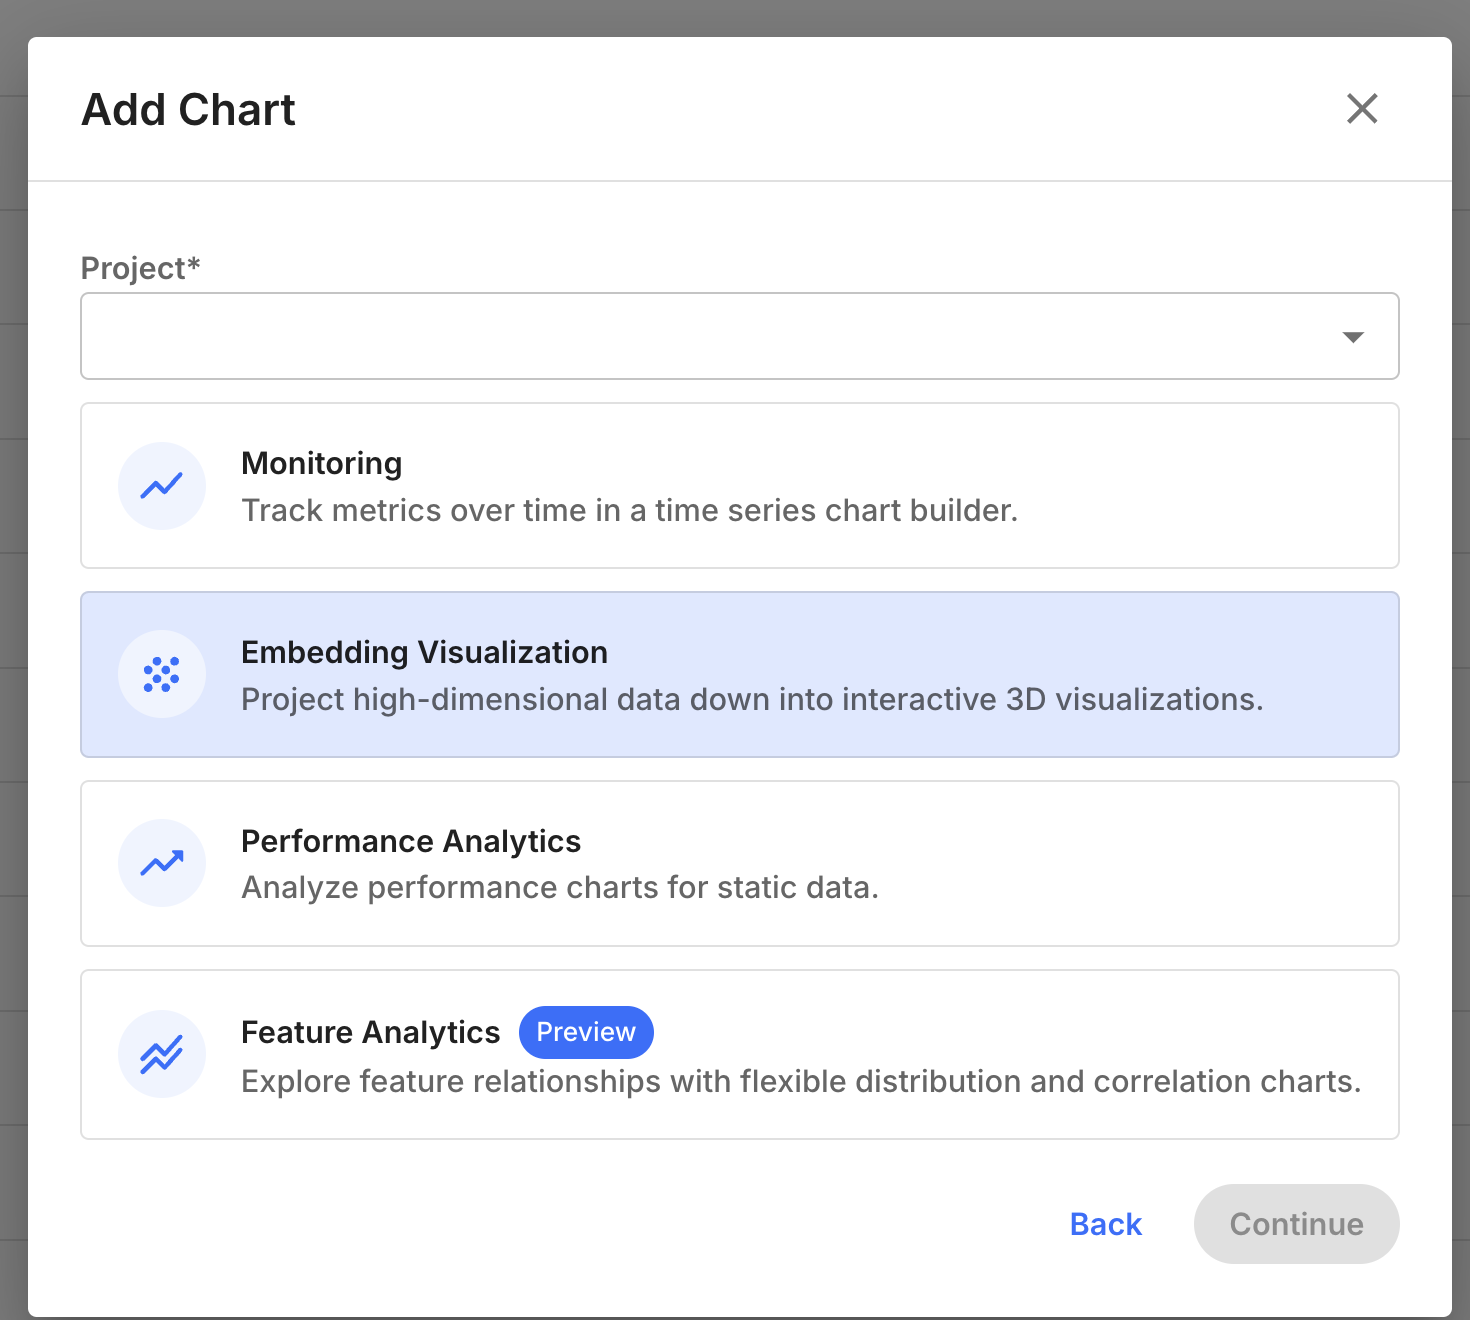 Add Chart
Project*
Monitoring
Track metrics over time in a time series chart builder.
Embedding Visualization
Project high-dimensional data down into interactive 3D visualizations.
Performance Analytics
Analyze performance charts for static data.
Feature Analytics Preview
Explore feature relationships with flexible distribution and correlation charts.
Back Continue